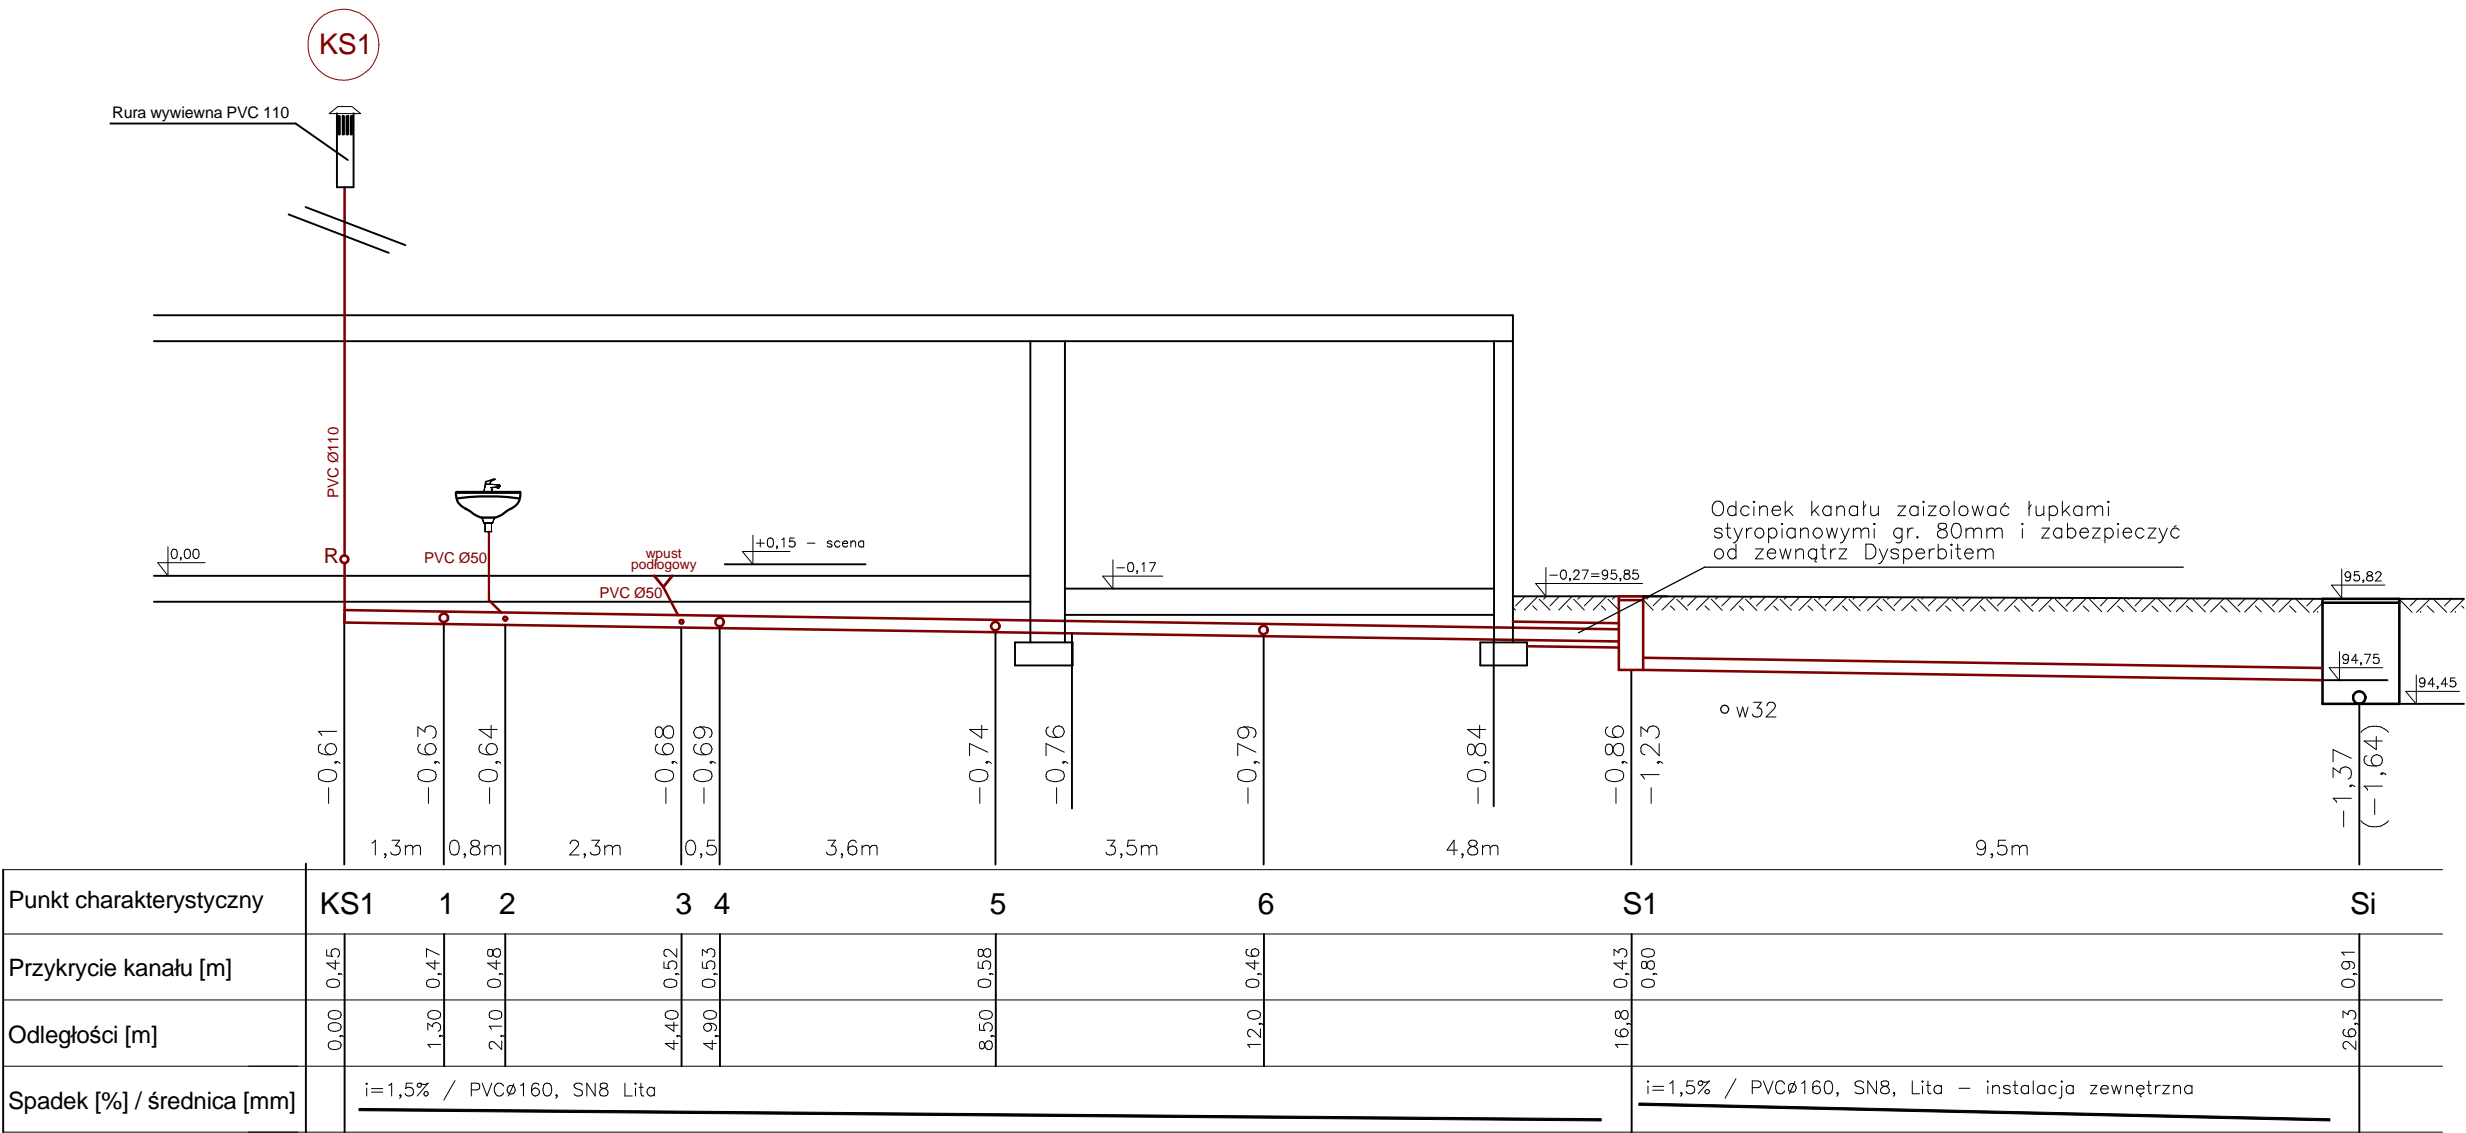 KS1
Rura wywiewna PVC 110
PVC Ø110
R
0,00
PVC Ø50
wpust
podłogowy
PVC Ø50
+0,15 – scena
–0,17
–0,27=95,85
Odcinek kanału zaizolować łupkami
styropianowymi gr. 80mm i zabezpieczyć
od zewnątrz Dysperbitem
95,82
94,75
94,45
w32
–0,61
–0,63
–0,64
–0,68
–0,69
–0,74
–0,76
–0,79
–0,84
–0,86
–1,23
–1,37
(–1,64)
1,3m 0,8m 2,3m 0,5 3,6m 3,5m 4,8m 9,5m
Punkt charakterystyczny KS1 1 2 3 4 5 6 S1 Si
Przykrycie kanału [m] 0,45 0,47 0,48 0,52 0,53 0,58 0,46 0,43 0,80 0,91
Odległości [m] 0,00 1,30 2,10 4,40 4,90 8,50 12,0 16,8 26,3
Spadek [%] / średnica [mm] i=1,5% / PVCø160, SN8 Lita i=1,5% / PVCø160, SN8, Lita – instalacja zewnętrzna